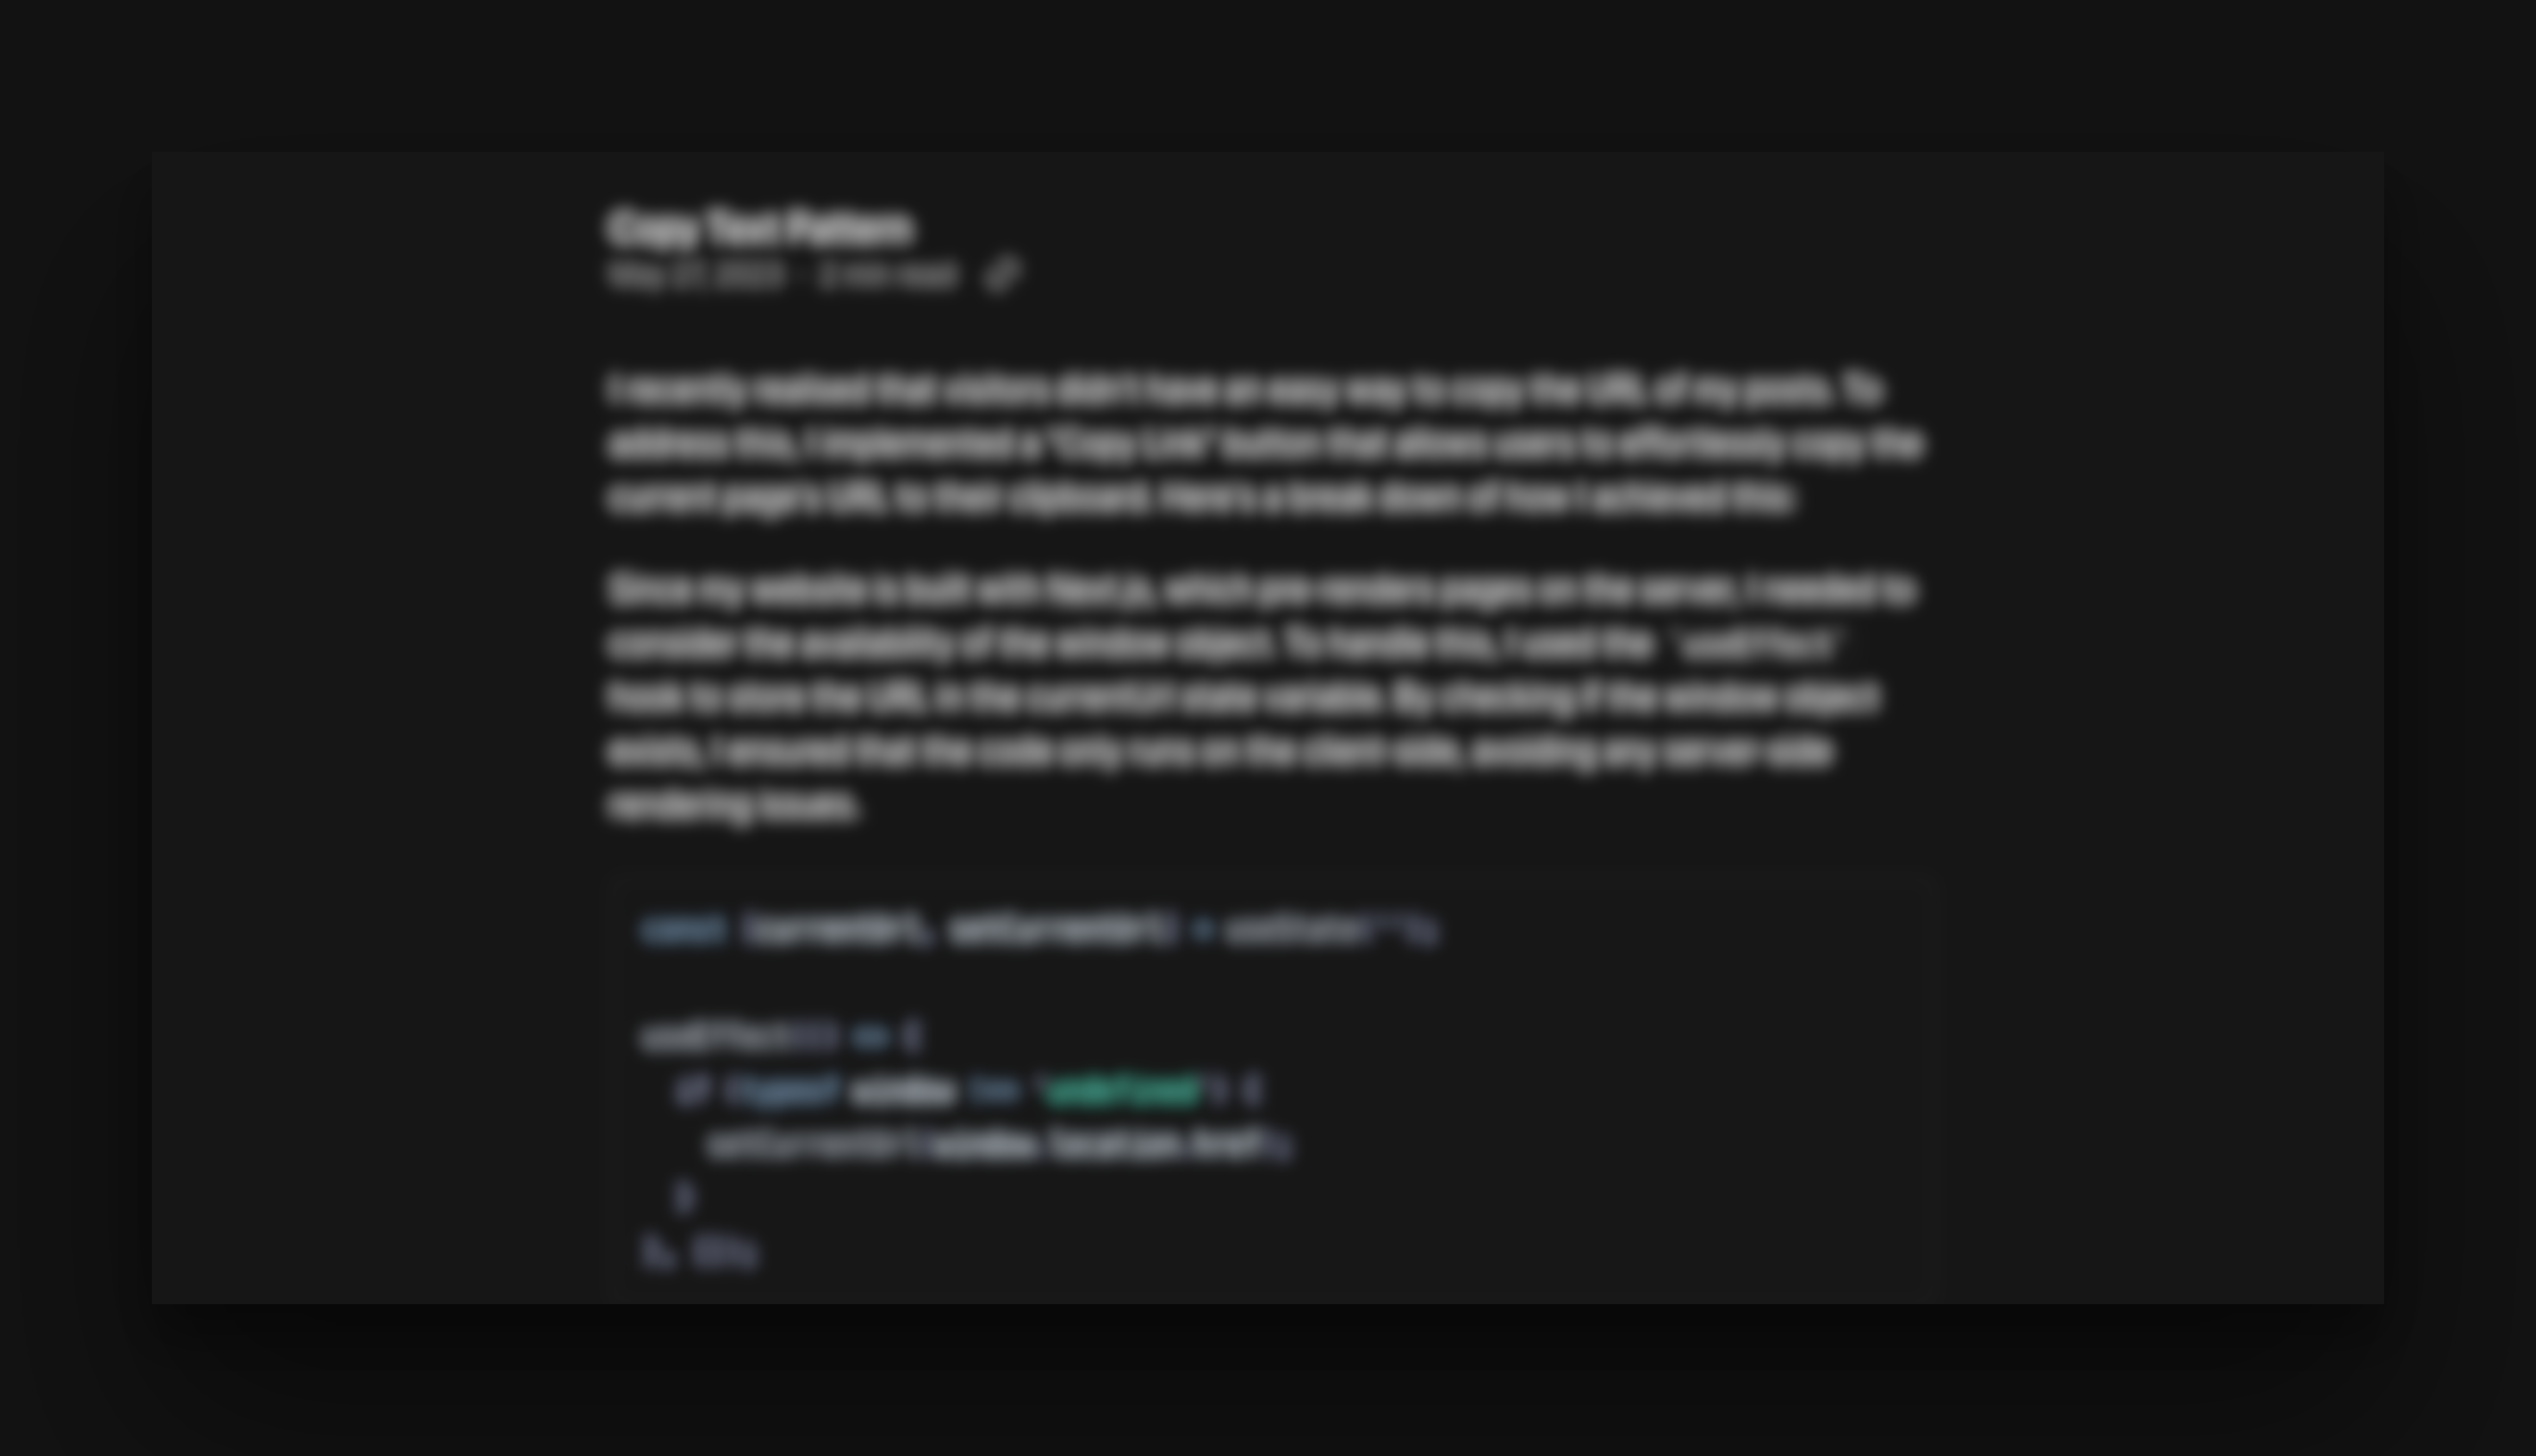 Copy Text Pattern
May 27, 2023 · 2 min read
I recently realised that visitors didn't have an easy way to copy the URL of my posts. To
address this, I implemented a "Copy Link" button that allows users to effortlessly copy the
current page's URL to their clipboard. Here's a break down of how I achieved this:
Since my website is built with Next.js, which pre-renders pages on the server, I needed to
consider the availability of the window object. To handle this, I used the `useEffect`
hook to store the URL in the currentUrl state variable. By checking if the window object
exists, I ensured that the code only runs on the client-side, avoiding any server-side
rendering issues.
const [currentUrl, setCurrentUrl] = useState('');
useEffect(() => {
if (typeof window !== 'undefined') {
setCurrentUrl(window.location.href);
}
}, []);